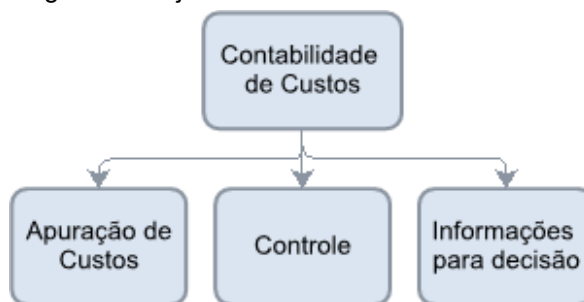 Contabilidade
de Custos
Apuração de
Custos
Controle
Informações
para decisão